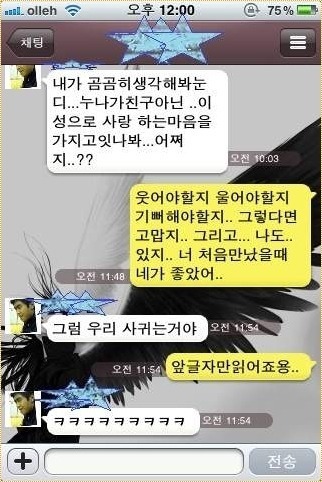 olleh 오후 12:00 75%
채팅
내가 곰곰히생각해봐눈
디...누나가친구아닌 ..이
성으로 사랑 하는마음을
가지고잇나봐...어쩌
지..??
오전 10:03
웃어야할지 울어야할지
기뻐해야할지.. 그렇다면
고맙지.. 그리고... 나도..
있지.. 너 처음만났을때
네가 좋았어..
오전 11:48
그럼 우리 사귀는거야
오전 11:54
앞글자만읽어죠용..
오전 11:54
ㅋㅋㅋㅋㅋㅋㅋㅋㅋ
오전 11:54
전송